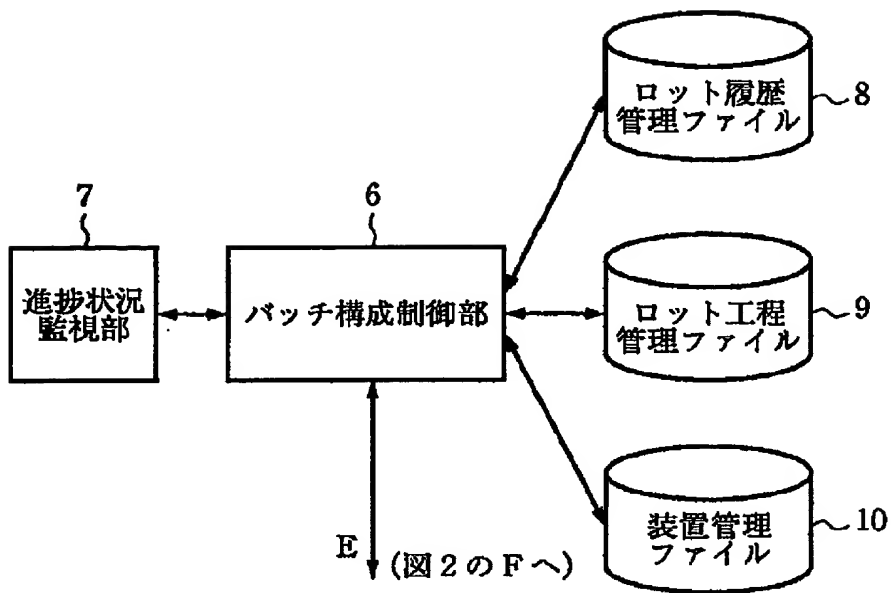 ロット履歴
管理ファイル
8
7
6
進捗状況
監視部
バッチ構成制御部
ロット工程
管理ファイル
9
装置管理
ファイル
10
E (図2のFへ)